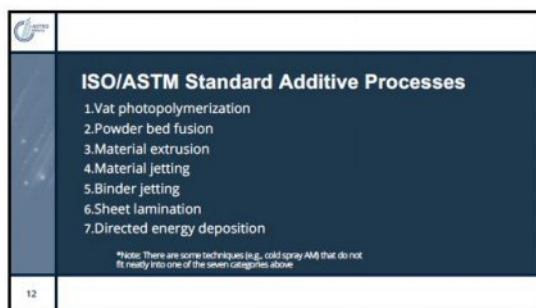 ISO/ASTM Standard Additive Processes
1.Vat photopolymerization
2.Powder bed fusion
3.Material extrusion
4.Material jetting
5.Binder jetting
6.Sheet lamination
7.Directed energy deposition
*Note: There are some techniques (e.g., cold spray AM) that do not
fit neatly into one of the seven categories above
12